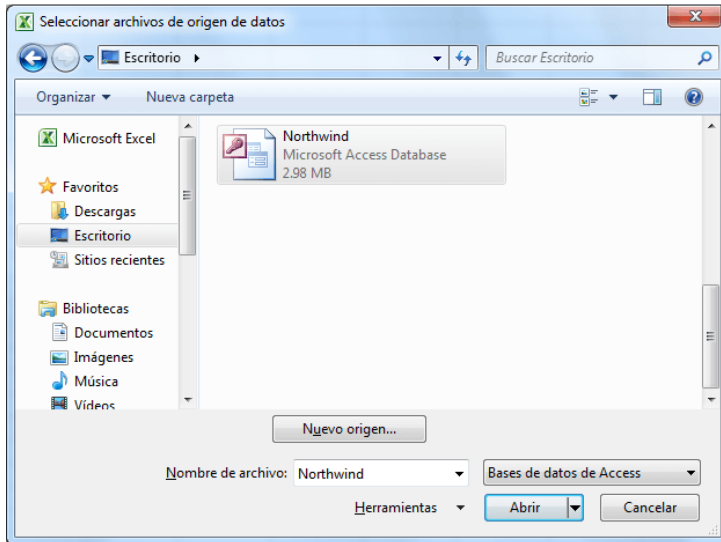 Seleccionar archivos de origen de datos
Escritorio
Buscar Escritorio
Organizar
Nueva carpeta
Microsoft Excel
Favoritos
Descargas
Escritorio
Sitios recientes
Bibliotecas
Documentos
Imágenes
Música
Vídeos
Northwind
Microsoft Access Database
2.98 MB
Nuevo origen...
Nombre de archivo: Northwind
Bases de datos de Access
Herramientas
Abrir
Cancelar